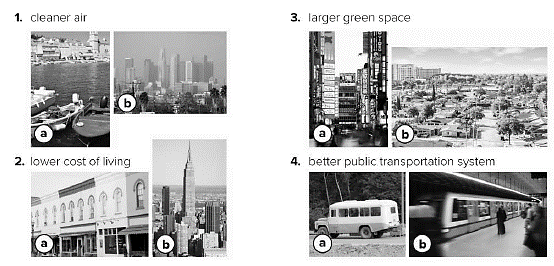 1. cleaner air
a
b
2. lower cost of living
a
b
3. larger green space
a
b
4. better public transportation system
a
b